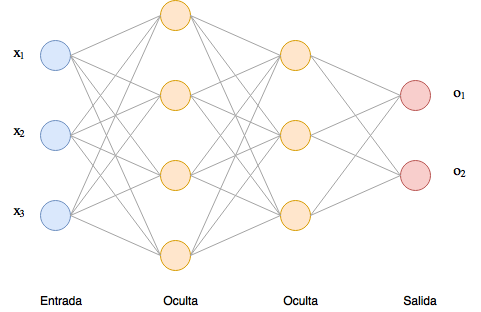 x1
o1
x2
o2
x3
Entrada Oculta Oculta Salida